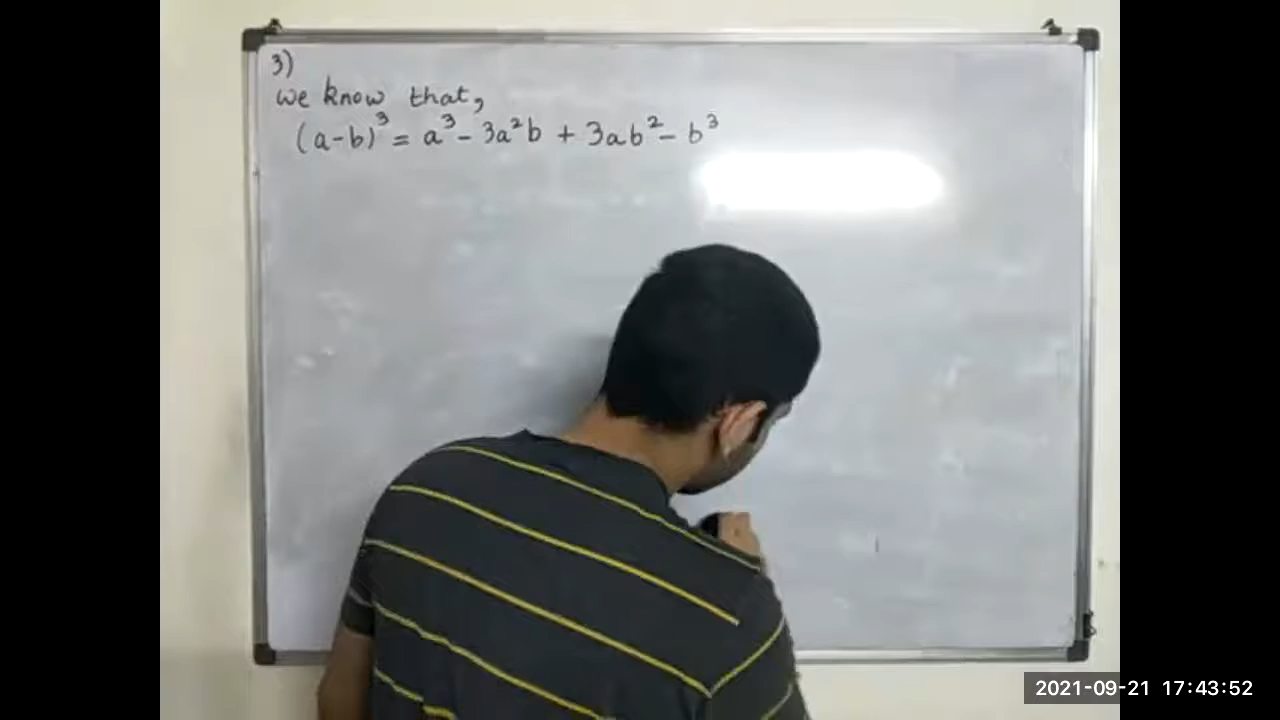 3)
we know that,
(a-b)³ = a³ - 3a²b + 3ab² - b³
2021-09-21 17:43:52